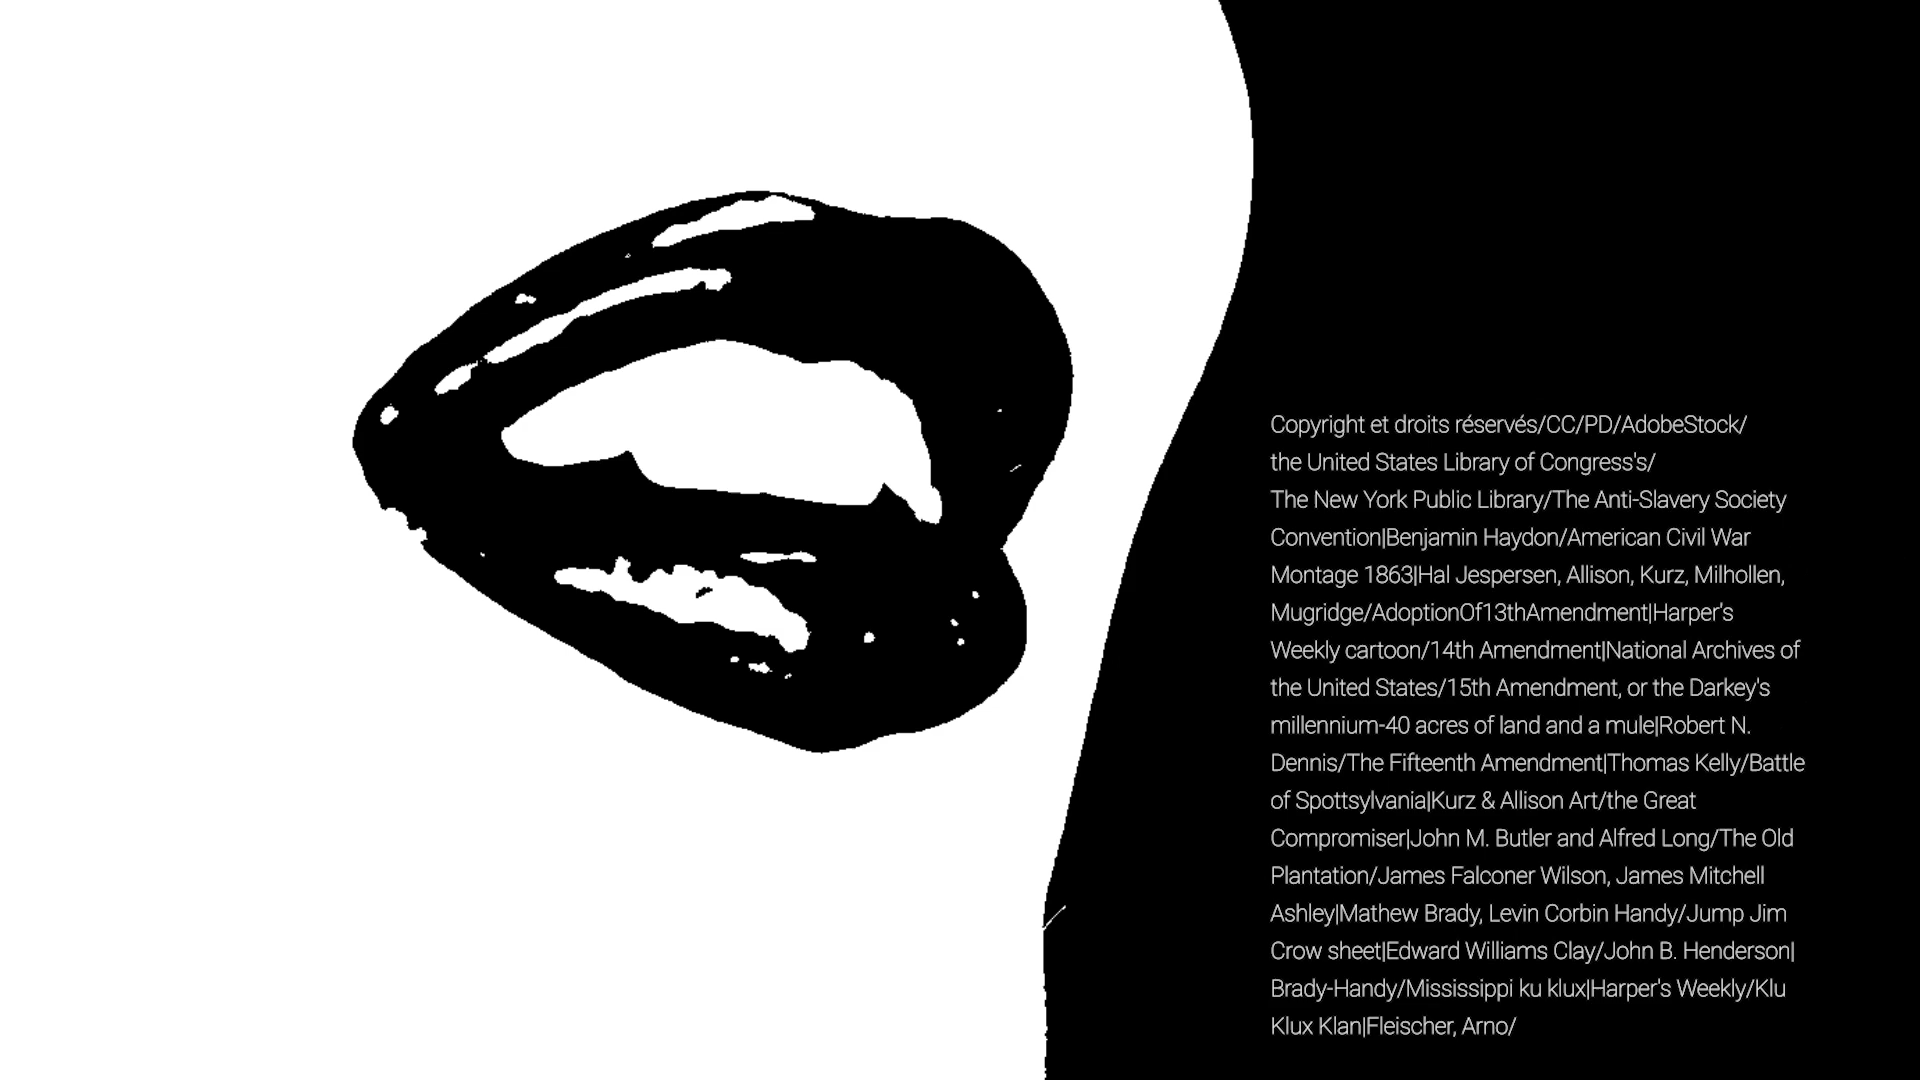 Copyright et droits réservés/CC/PD/AdobeStock/
the United States Library of Congress's/
The New York Public Library/The Anti-Slavery Society
Convention|Benjamin Haydon/American Civil War
Montage 1863|Hal Jespersen, Allison, Kurz, Milhollen,
Mugridge/AdoptionOf13thAmendment|Harper's
Weekly cartoon/14th Amendment|National Archives of
the United States/15th Amendment, or the Darkey's
millennium-40 acres of land and a mule|Robert N.
Dennis/The Fifteenth Amendment|Thomas Kelly/Battle
of Spottsylvania|Kurz & Allison Art/the Great
Compromiser|John M. Butler and Alfred Long/The Old
Plantation/James Falconer Wilson, James Mitchell
Ashley|Mathew Brady, Levin Corbin Handy/Jump Jim
Crow sheet|Edward Williams Clay/John B. Henderson|
Brady-Handy/Mississippi ku klux|Harper's Weekly/Klu
Klux Klan|Fleischer, Arno/